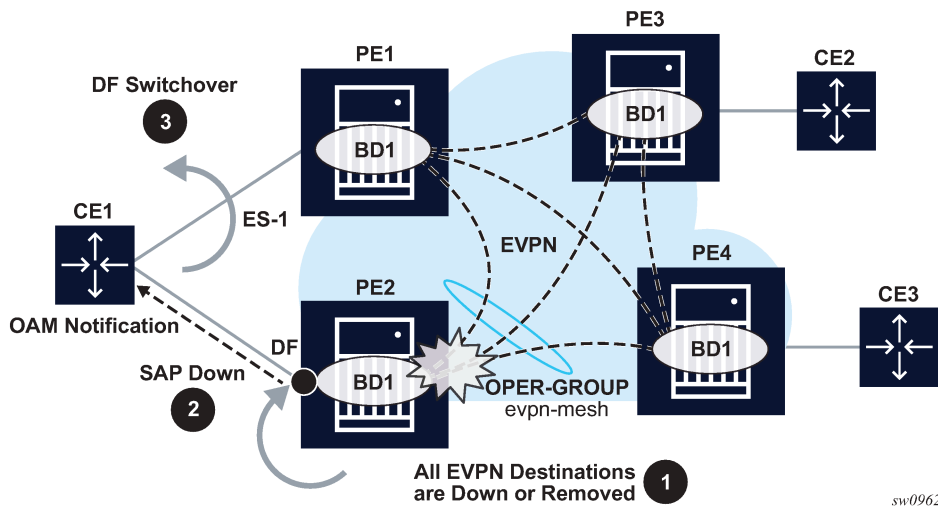 PE3
PE1
CE2
DF Switchover
3
BD1
BD1
ES-1
CE1
EVPN
PE4
PE2
CE3
OAM Notification
DF
BD1
SAP Down
BD1
2
OPER-GROUP
evpn-mesh
All EVPN Destinations
are Down or Removed
1
sw0962